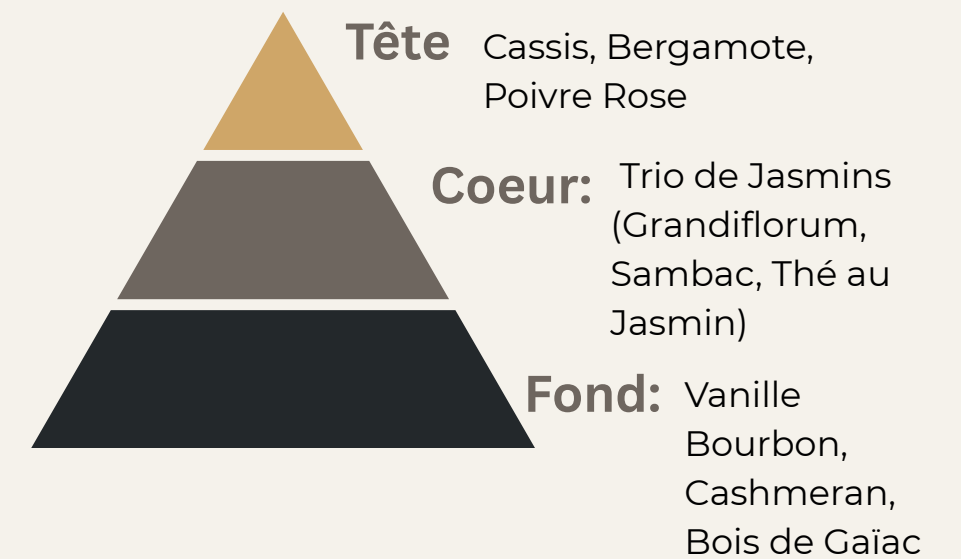 Tête
Cassis, Bergamote,
Poivre Rose
Coeur:
Trio de Jasmins
(Grandiflorum,
Sambac, Thé au
Jasmin)
Fond:
Vanille
Bourbon,
Cashmeran,
Bois de Gaïac